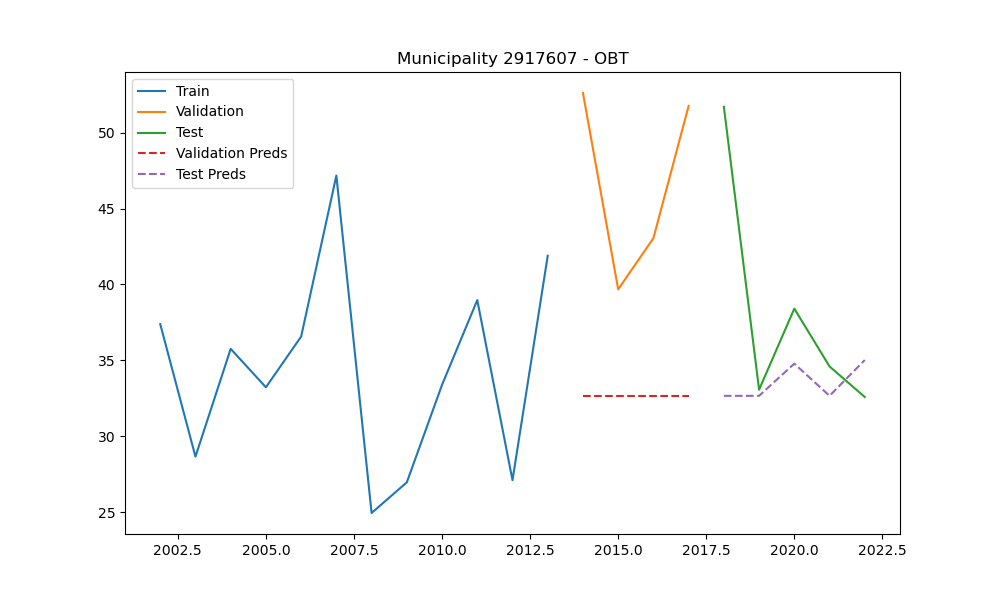 Municipality 2917607 - OBT
Train
Validation
Test
Validation Preds
Test Preds
50
45
40
35
30
25
2002.5 2005.0 2007.5 2010.0 2012.5 2015.0 2017.5 2020.0 2022.5